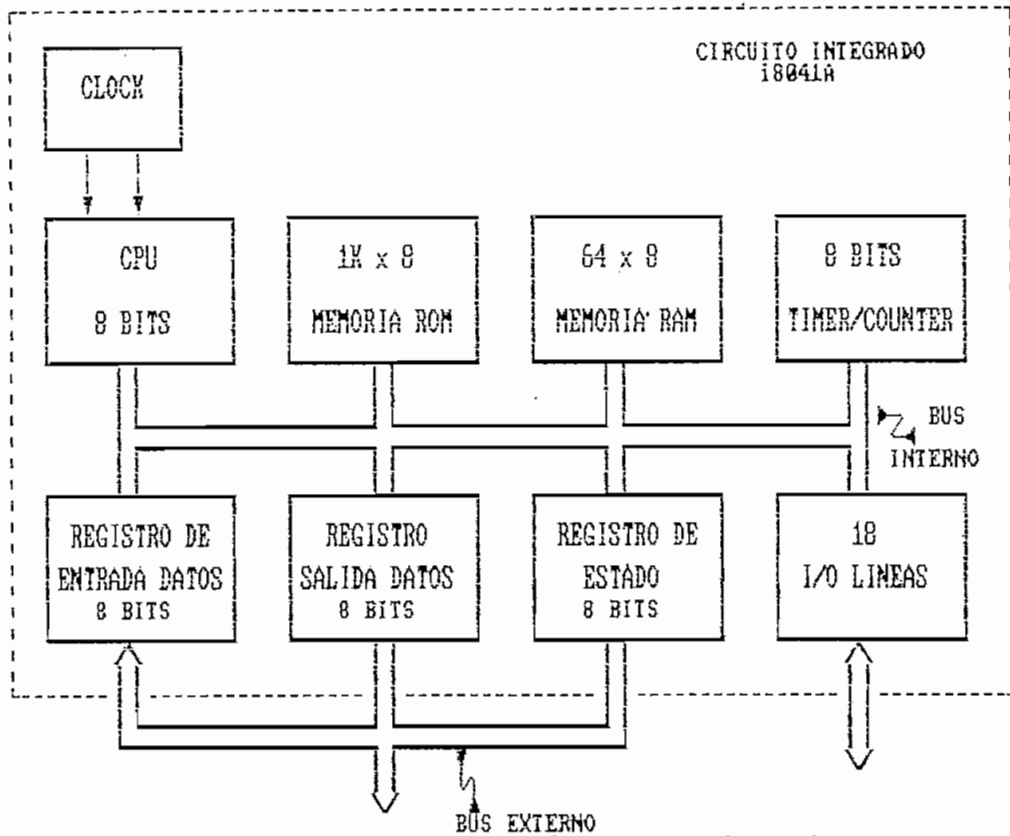 CIRCUITO INTEGRADO
i8041A
CLOCK
CPU
8 BITS
1K x 8
MEMORIA ROM
64 x 8
MEMORIA RAM
8 BITS
TIMER/COUNTER
BUS
INTERNO
REGISTRO DE
ENTRADA DATOS
8 BITS
REGISTRO
SALIDA DATOS
8 BITS
REGISTRO DE
ESTADO
8 BITS
18
I/O LINEAS
BUS EXTERNO